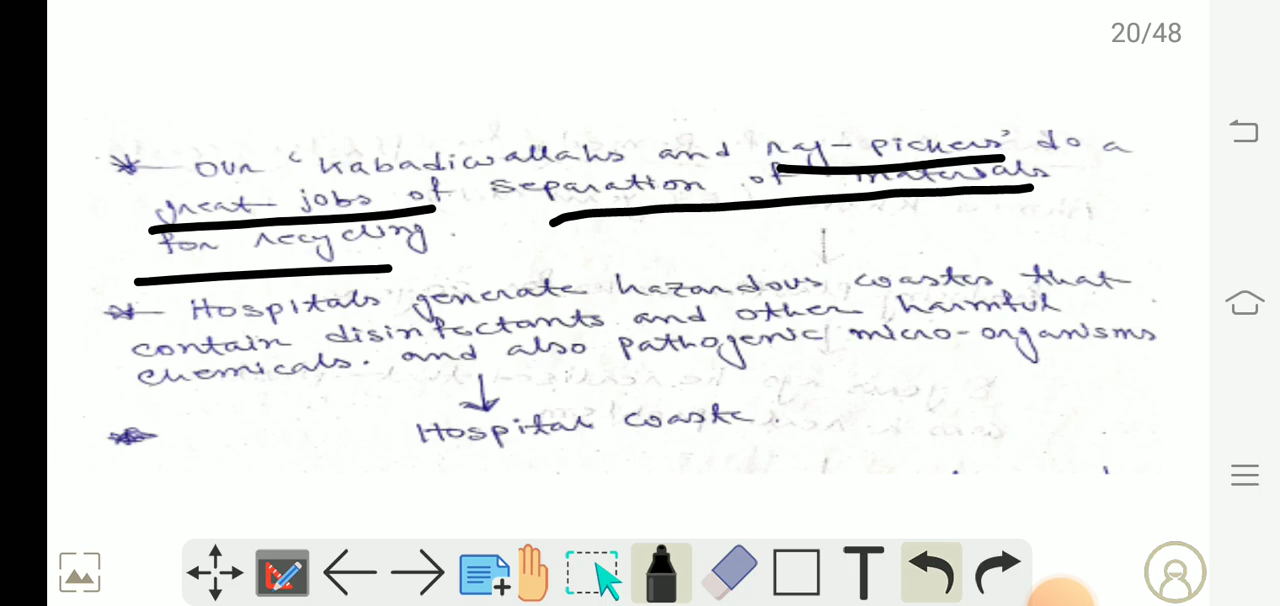 20/48
* Our 'Kabadiwallahs and rag-pickers' do a
great jobs of separation of materials
for recycling.
* Hospitals generate hazardous wastes that
contain disinfectants and other harmful
chemicals. and also pathogenic micro-organisms
↓
* Hospital waste.
T